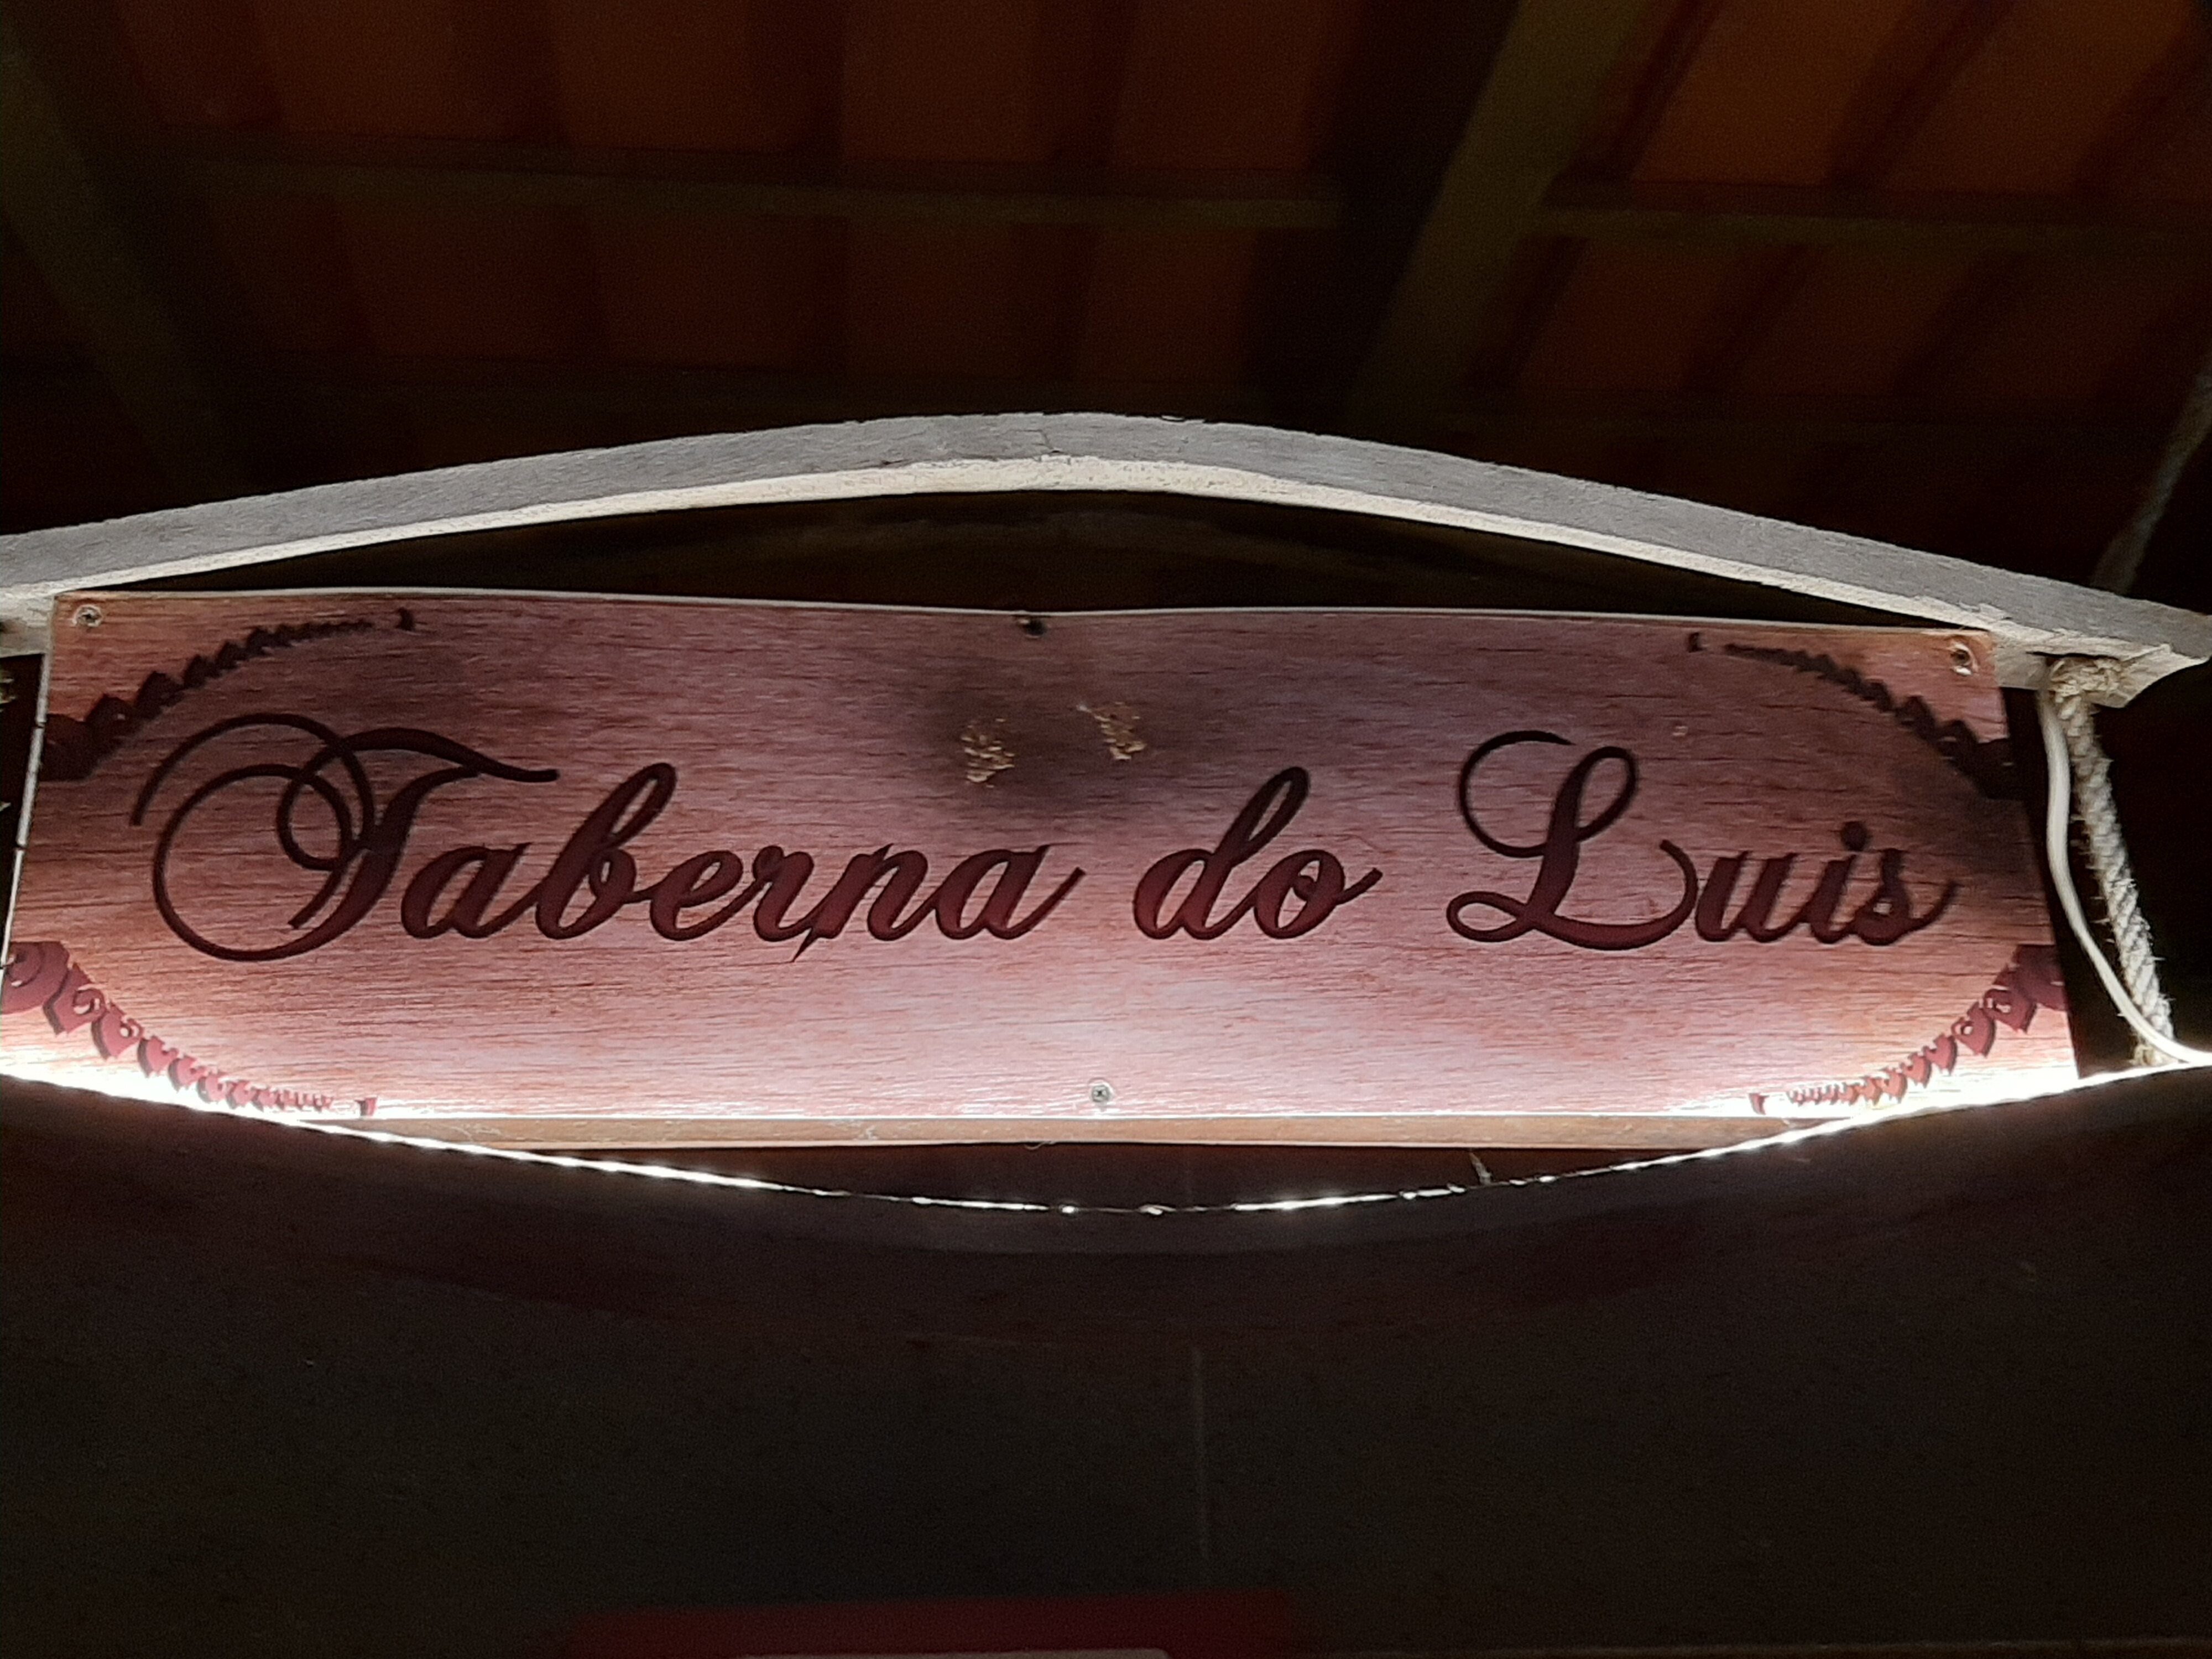 Taberna do Luis